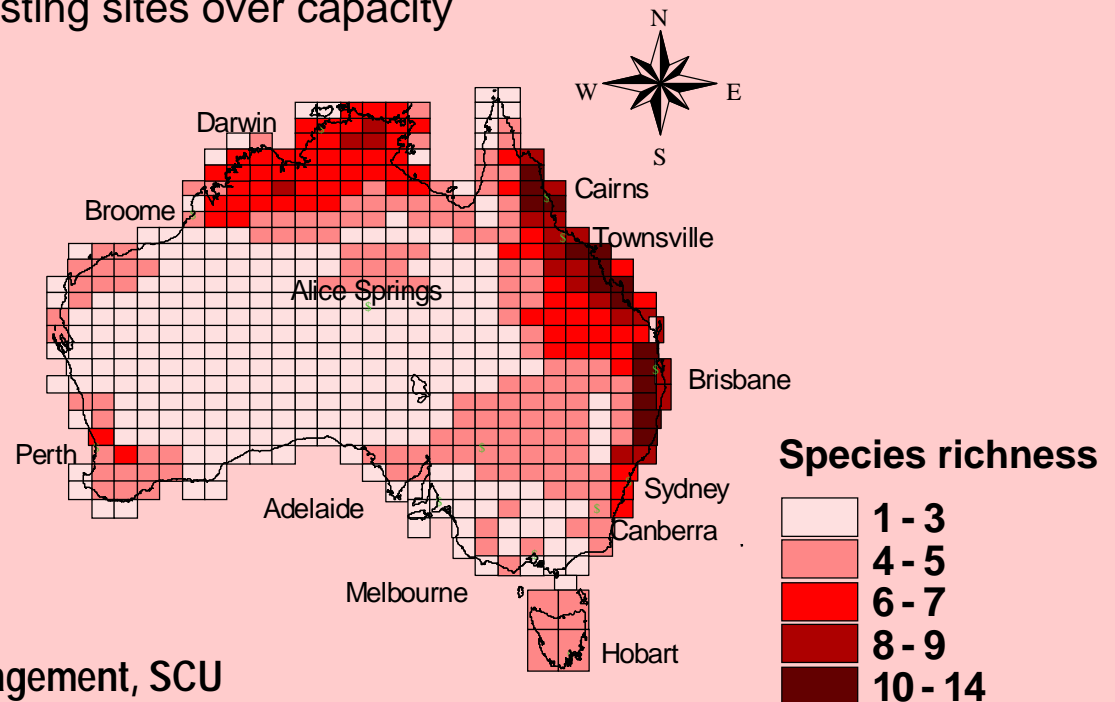 sting sites over capacity
N
W
E
S
Darwin
Cairns
Broome
Townsville
Alice Springs
$
$
$
Brisbane
$
Perth
$
Species richness
Sydney
1 - 3
Adelaide
$
$
Canberra
4 - 5
Melbourne
6 - 7
Hobart
8 - 9
ngement, SCU
10 - 14